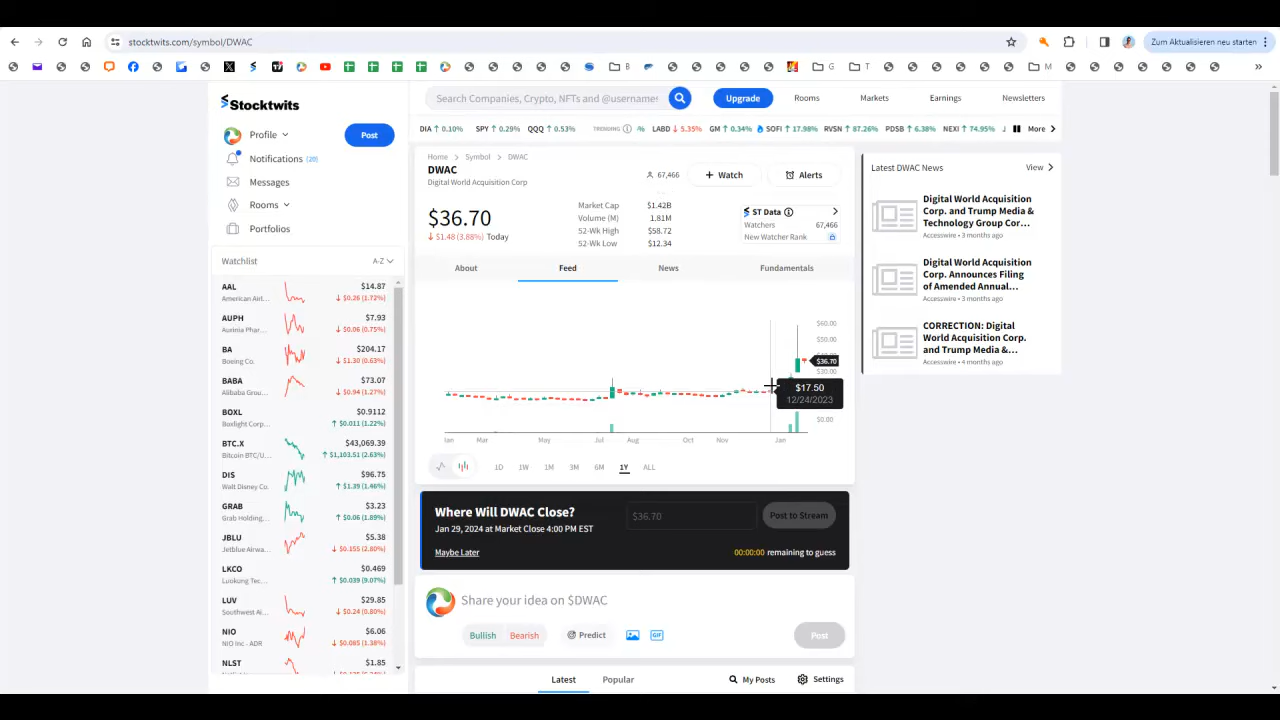 stocktwits.com/symbol/DWAC
Zum Aktualisieren neu starten
B
G
T
M
Stocktwits
Search Companies, Crypto, NFTs and @username
Upgrade
Rooms
Markets
Earnings
Newsletters
Profile
Post
Notifications (20)
Messages
Rooms
Portfolios
DIA ↑ 0.10% SPY ↑ 0.29% QQQ ↑ 0.53% TRENDING % LABD ↓ 5.35% GM ↑ 0.34% SOFI ↑ 17.98% RVSN ↑ 87.26% PDSB ↑ 6.38% NEXI ↑ 74.95% More
Home > Symbol > DWAC
DWAC
Digital World Acquisition Corp
67,466
+ Watch
Alerts
$36.70
↓ $1.48 (3.88%) Today
Market Cap $1.42B
Volume (M) 1.81M
52-Wk High $58.72
52-Wk Low $12.34
ST Data
Watchers 67,466
New Watcher Rank
About
Feed
News
Fundamentals
$60.00
$50.00
$36.70
$30.00
$17.50
12/24/2023
$0.80
Jan Mar May Jul Aug Oct Nov Jan
1D 1W 1M 3M 6M 1Y ALL
Where Will DWAC Close?
Jan 29, 2024 at Market Close 4:00 PM EST
Maybe Later
$36.70
Post to Stream
00:00:00 remaining to guess
Share your idea on $DWAC
Bullish
Bearish
Predict
GIF
Post
Latest
Popular
My Posts
Settings
Watchlist
A-Z
AAL $14.87
American Airl... ↓ $0.26 (1.72%)
AUPH $7.93
Aurinia Phar... ↓ $0.06 (0.75%)
BA $204.17
Boeing Co. ↓ $1.30 (0.63%)
BABA $73.07
Alibaba Grou... ↓ $0.94 (1.27%)
BOXL $0.9112
Boxlight Corp... ↑ $0.011 (1.22%)
BTC.X $43,069.39
Bitcoin BTC/U... ↑ $1,103.51 (2.63%)
DIS $96.75
Walt Disney Co. ↑ $1.39 (1.46%)
GRAB $3.23
Grab Holding... ↑ $0.06 (1.89%)
JBLU $5.38
Jetblue Airwa... ↓ $0.155 (2.80%)
LKCO $0.469
Luokung Tec... ↑ $0.039 (9.07%)
LUV $29.85
Southwest Ai... ↓ $0.24 (0.80%)
NIO $6.06
NIO Inc - ADR ↓ $0.085 (1.38%)
NLST $1.85
Latest DWAC News
View
Digital World Acquisition
Corp. and Trump Media &
Technology Group Cor...
Accesswire • 3 months ago
Digital World Acquisition
Corp. Announces Filing
of Amended Annual...
Accesswire • 3 months ago
CORRECTION: Digital
World Acquisition Corp.
and Trump Media &...
Accesswire • 4 months ago